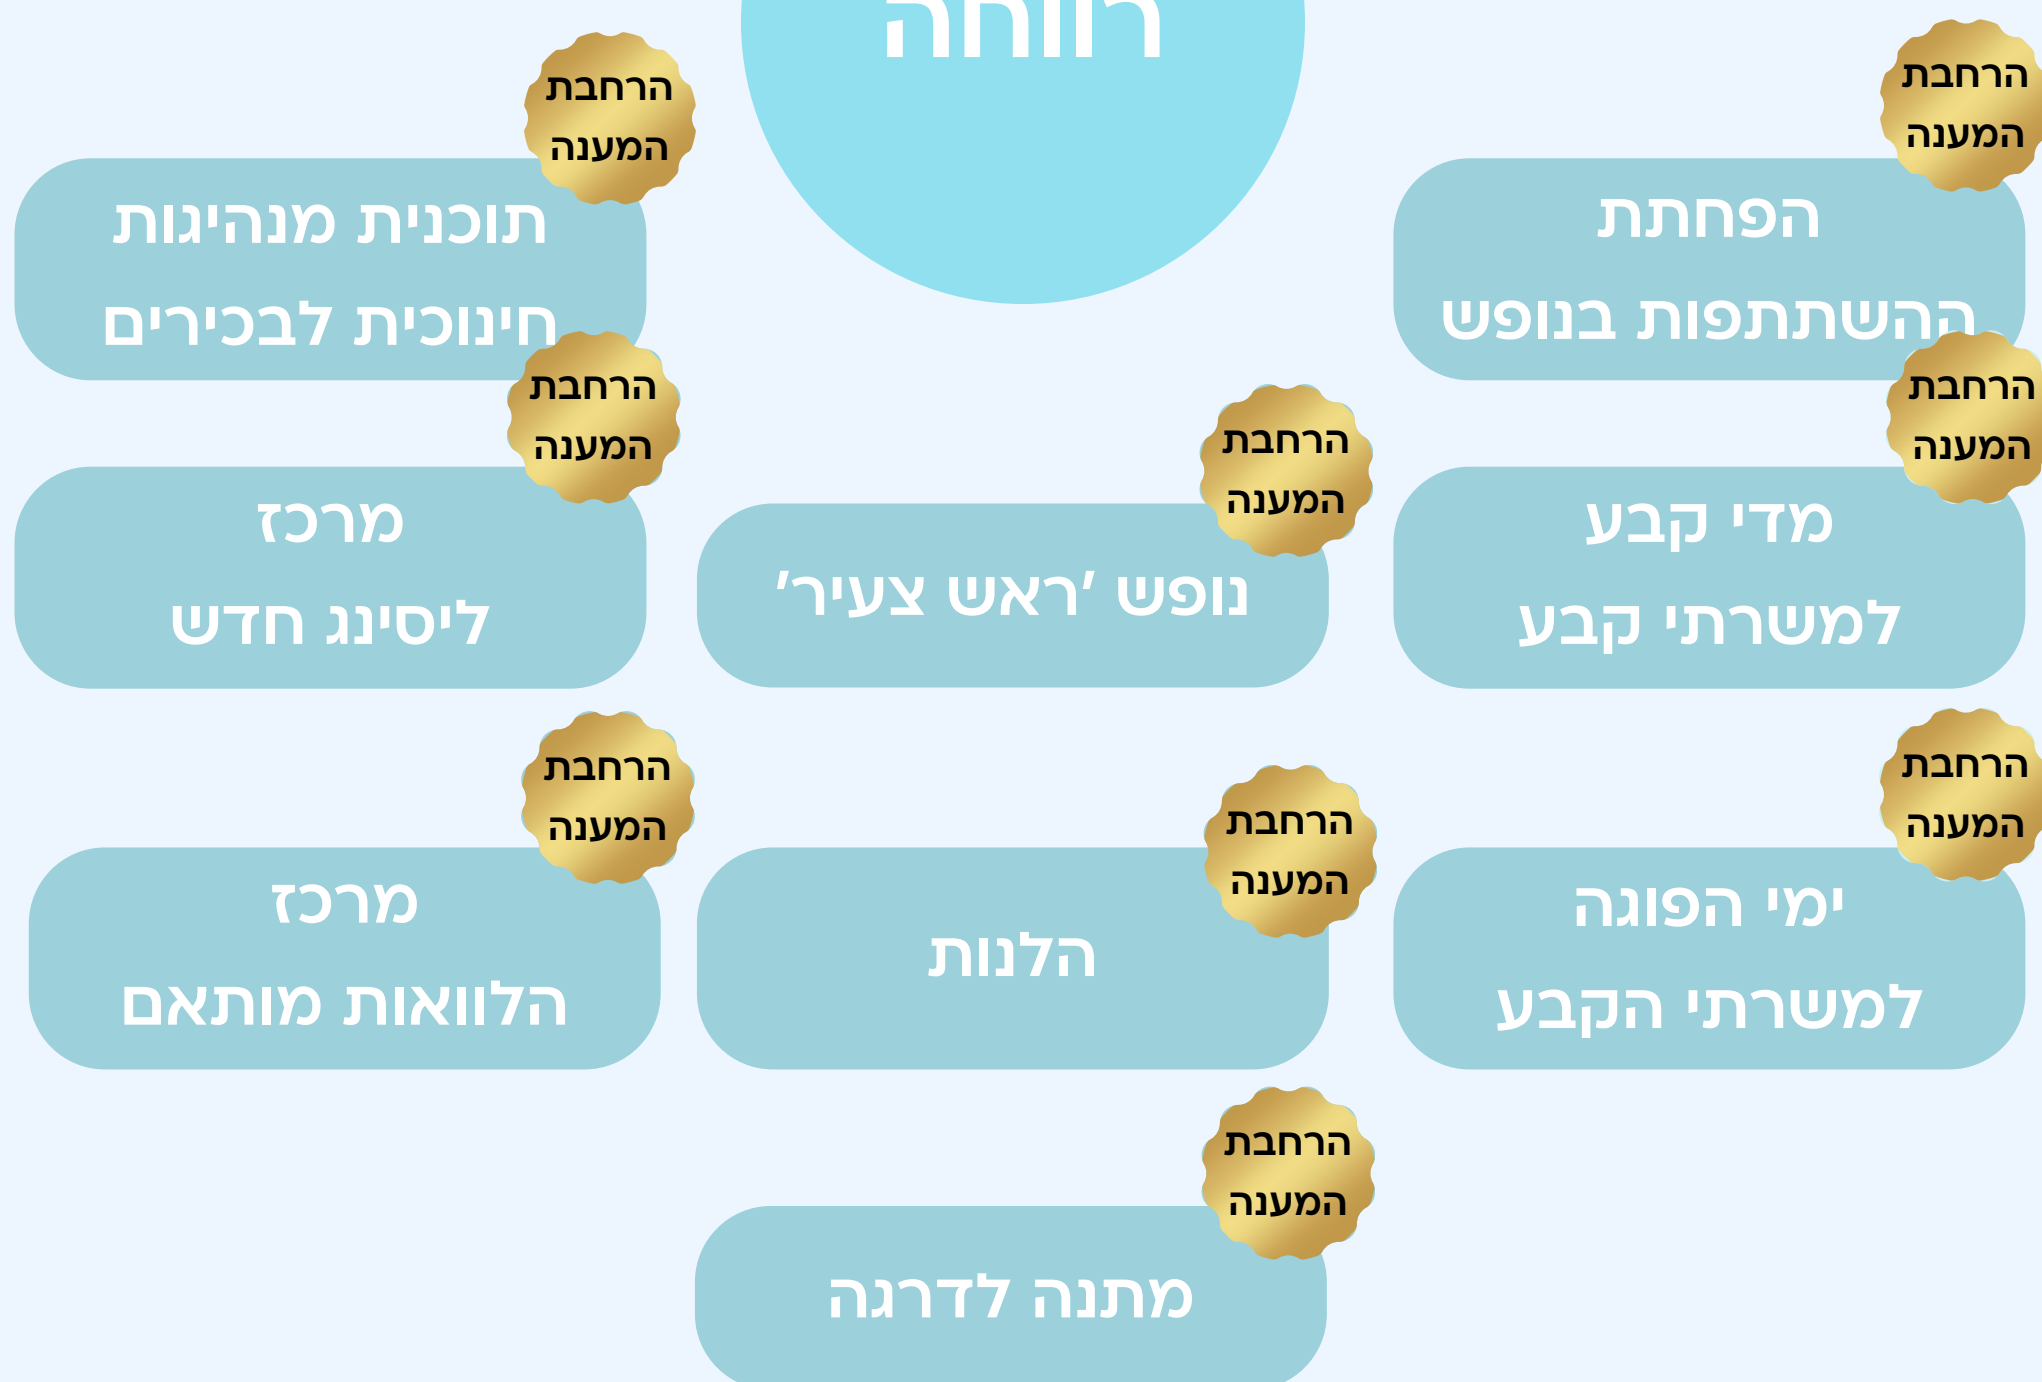 רווחה
הרחבת
המענה
הפחתת
ההשתתפות בנופש
הרחבת
המענה
תוכנית מנהיגות
חינוכית לבכירים
הרחבת
המענה
מדי קבע
למשרתי קבע
הרחבת
המענה
נופש ׳ראש צעיר׳
הרחבת
המענה
מרכז
ליסינג חדש
הרחבת
המענה
ימי הפוגה
למשרתי הקבע
הרחבת
המענה
הלנות
הרחבת
המענה
מרכז
הלוואות מותאם
הרחבת
המענה
מתנה לדרגה